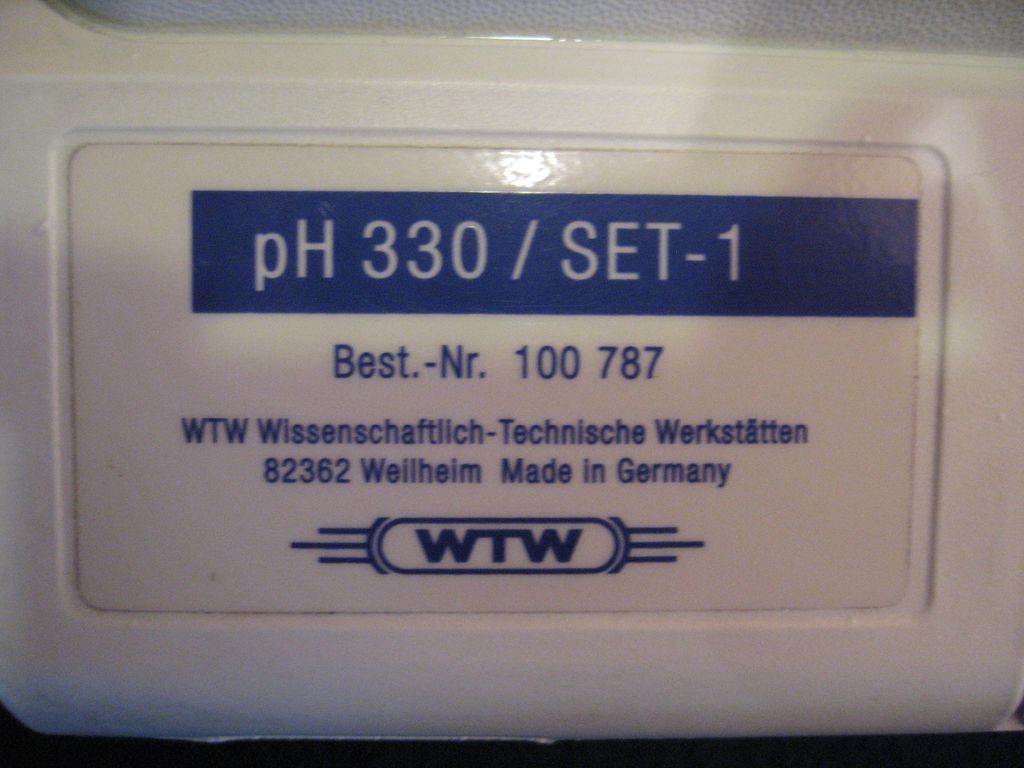 pH 330 / SET-1
Best.-Nr. 100 787
WTW Wissenschaftlich-Technische Werkstätten
82362 Weilheim Made in Germany
WTW